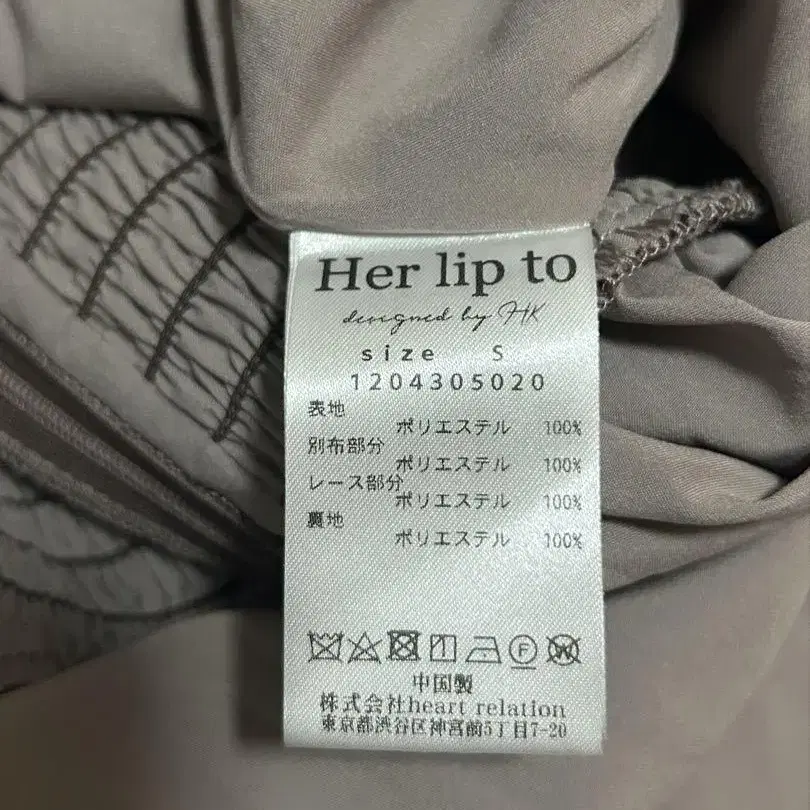 Her lip to
designed by HK
size S
1204305020
表地
ポリエステル 100%
別布部分
ポリエステル 100%
レース部分
ポリエステル 100%
裏地
ポリエステル 100%
F W
中国製
株式会社heart relation
東京都渋谷区神宮前5丁目7-20